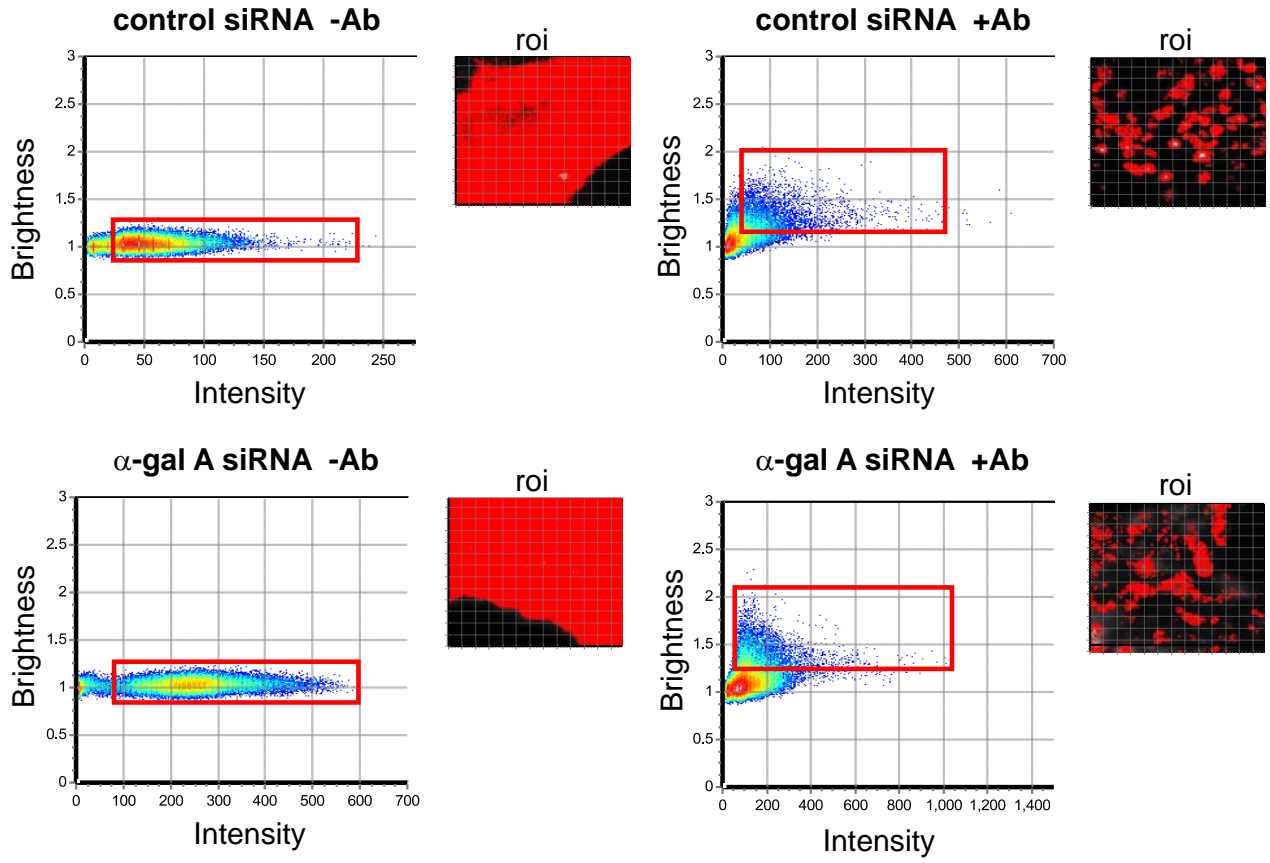 control siRNA -Ab
roi
3
2.5
2
1.5
1
0.5
0
Brightness
0 50 100 150 200 250
Intensity
control siRNA +Ab
roi
3
2.5
2
1.5
1
0.5
0
Brightness
0 100 200 300 400 500 600 700
Intensity
α-gal A siRNA -Ab
roi
3
2.5
2
1.5
1
0.5
0
Brightness
0 100 200 300 400 500 600 700
Intensity
α-gal A siRNA +Ab
roi
3
2.5
2
1.5
1
0.5
0
Brightness
0 200 400 600 800 1,000 1,200 1,400
Intensity